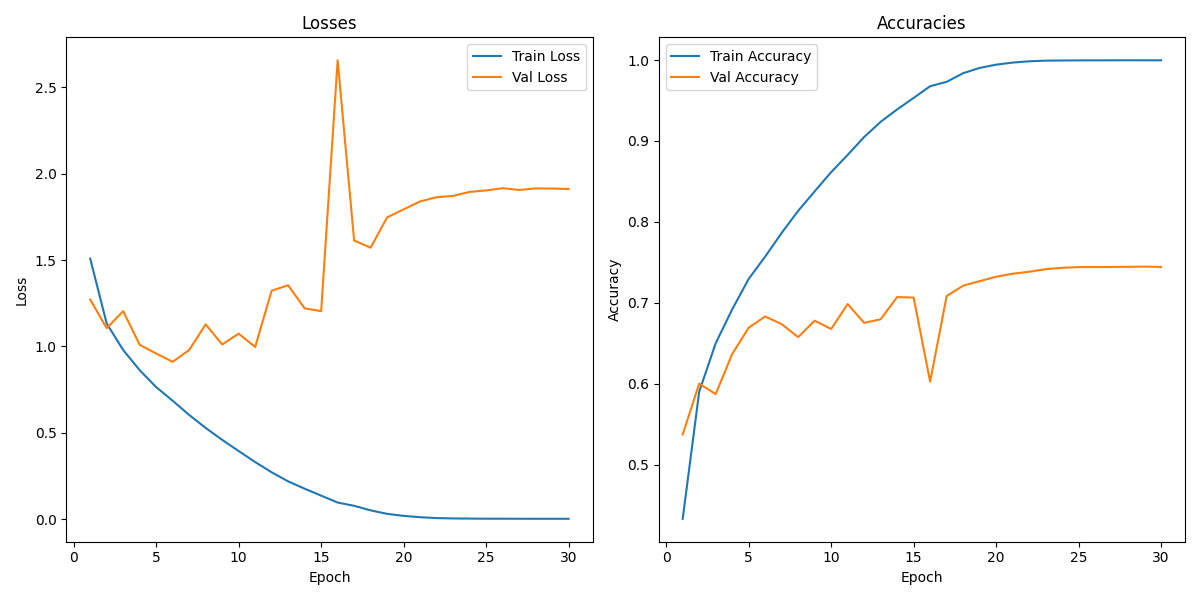 Losses
Train Loss
Val Loss
2.5
2.0
1.5
1.0
0.5
0.0
Loss
0 5 10 15 20 25 30
Epoch
Accuracies
Train Accuracy
Val Accuracy
1.0
0.9
0.8
0.7
0.6
0.5
Accuracy
0 5 10 15 20 25 30
Epoch